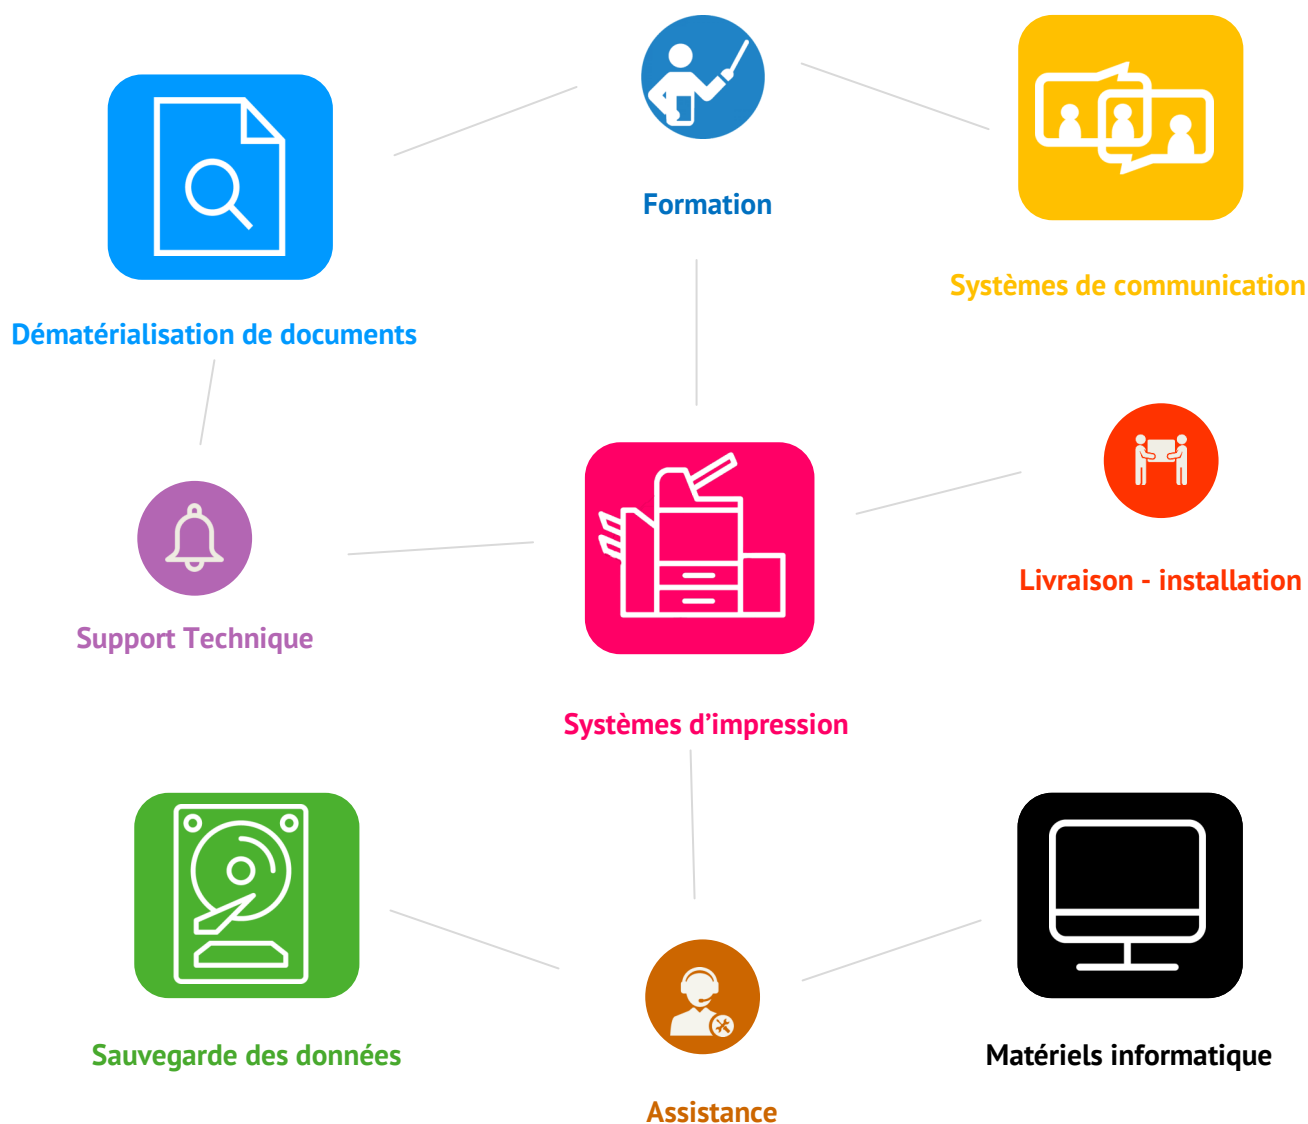 Formation
Systèmes de communication
Dématérialisation de documents
Livraison - installation
Support Technique
Systèmes d’impression
Sauvegarde des données
Matériels informatique
Assistance